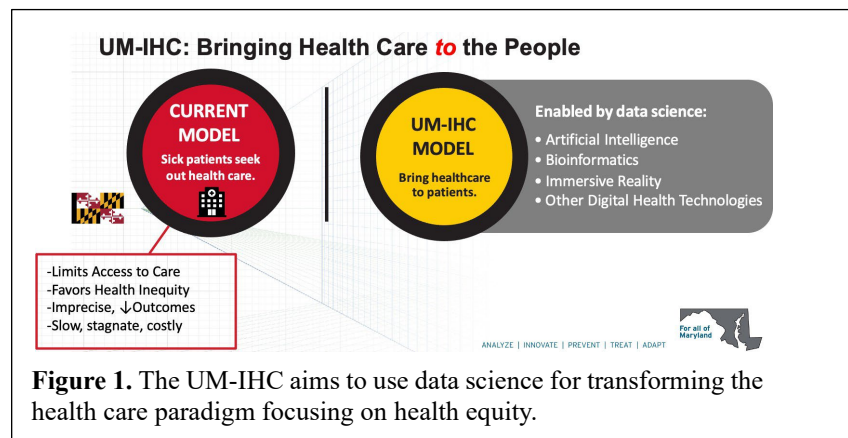 UM-IHC: Bringing Health Care to the People
CURRENT
MODEL
Sick patients seek
out health care.
UM-IHC
MODEL
Bring healthcare
to patients.
Enabled by data science:
• Artificial Intelligence
• Bioinformatics
• Immersive Reality
• Other Digital Health Technologies
-Limits Access to Care
-Favors Health Inequity
-Imprecise, ↓Outcomes
-Slow, stagnate, costly
For all of
Maryland
ANALYZE | INNOVATE | PREVENT | TREAT | ADAPT
Figure 1. The UM-IHC aims to use data science for transforming the
health care paradigm focusing on health equity.